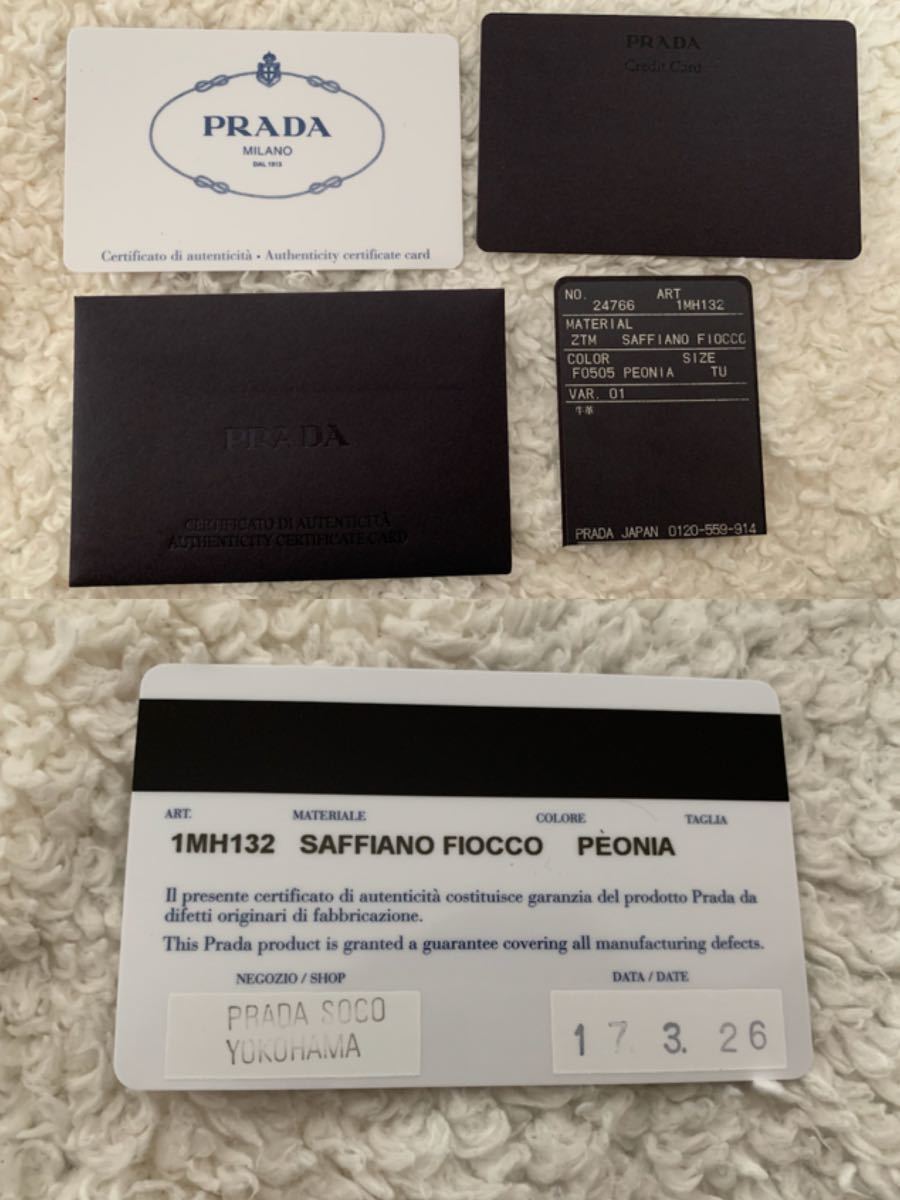 PRADA
MILANO
DAL 1913
Certificato di autenticità • Authenticity certificate card
PRADA
Credit Card
PRADA
CERTIFICATO DI AUTENTICITÀ
AUTHENTICITY CERTIFICATE CARD
NO. ART
24766 1MH132
MATERIAL
ZTM SAFFIANO FIOCCO
COLOR SIZE
F0505 PEONIA TU
VAR. 01
牛革
PRADA JAPAN 0120-559-914
ART. MATERIALE COLORE TAGLIA
1MH132 SAFFIANO FIOCCO PÈONIA
Il presente certificato di autenticità costituisce garanzia del prodotto Prada da
difetti originari di fabbricazione.
This Prada product is granted a guarantee covering all manufacturing defects.
NEGOZIO / SHOP DATA / DATE
PRADA SOGO
YOKOHAMA
17. 3. 26